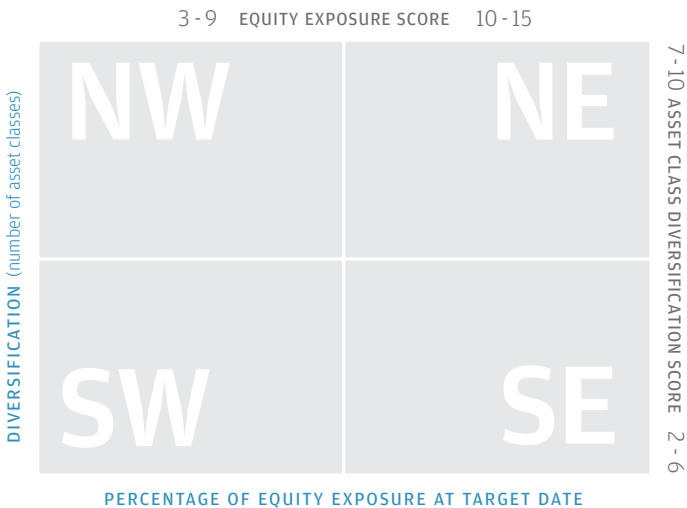 3 - 9 EQUITY EXPOSURE SCORE 10 - 15
NW
NE
SW
SE
DIVERSIFICATION (number of asset classes)
7 - 10 ASSET CLASS DIVERSIFICATION SCORE 2 - 6
PERCENTAGE OF EQUITY EXPOSURE AT TARGET DATE